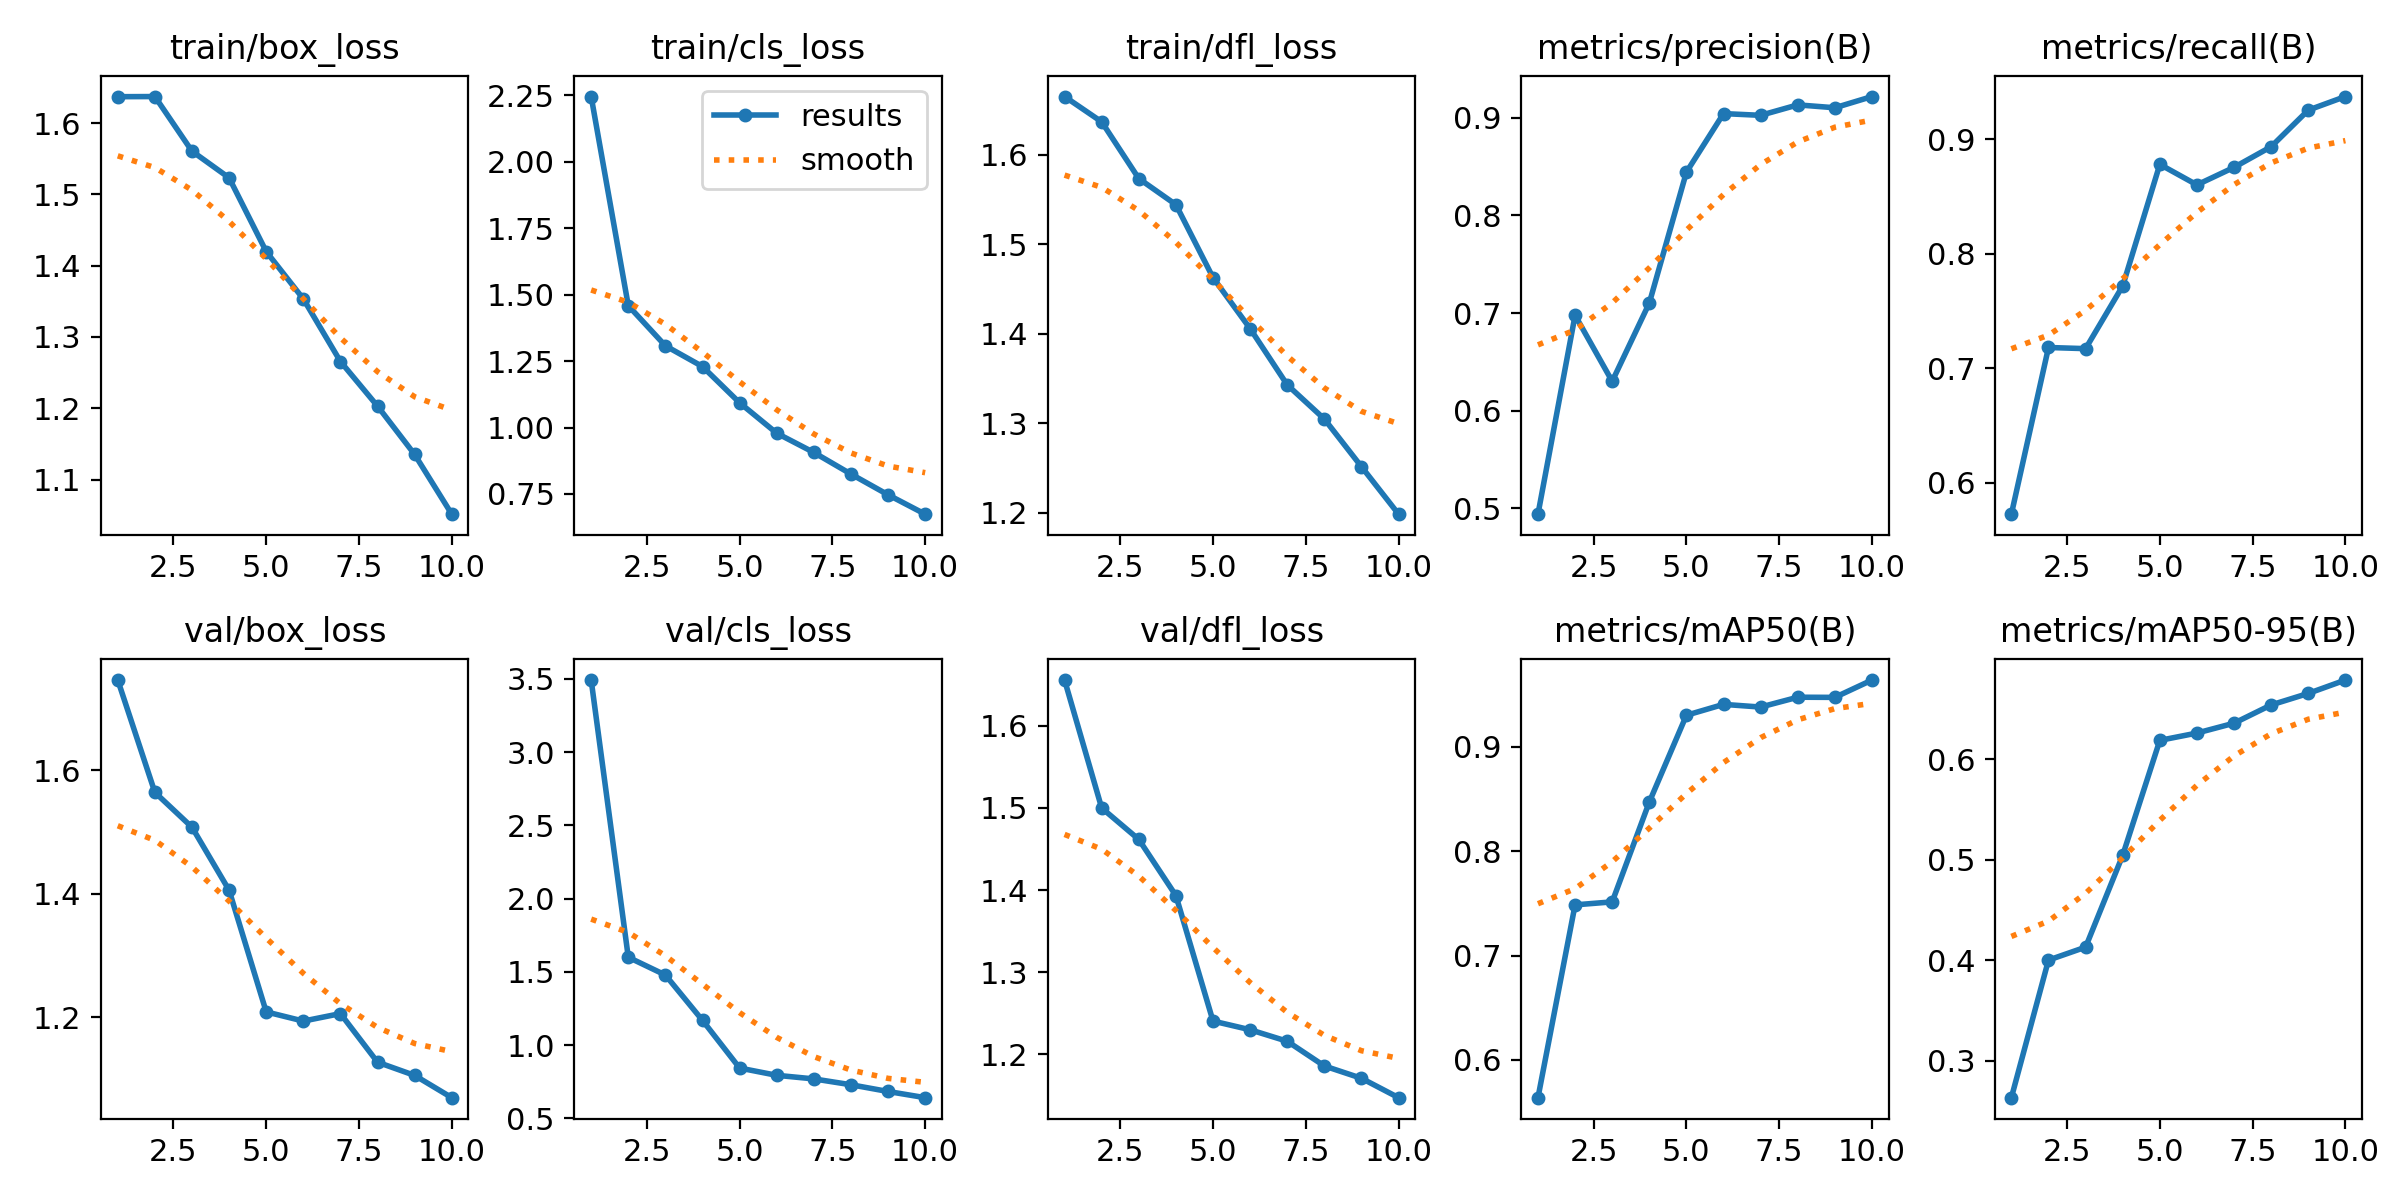 train/box_loss
train/cls_loss
train/dfl_loss
metrics/precision(B)
metrics/recall(B)
1.6
1.5
1.4
1.3
1.2
1.1
2.5 5.0 7.5 10.0
2.25
2.00
1.75
1.50
1.25
1.00
0.75
results
smooth
2.5 5.0 7.5 10.0
1.6
1.5
1.4
1.3
1.2
2.5 5.0 7.5 10.0
0.9
0.8
0.7
0.6
0.5
2.5 5.0 7.5 10.0
0.9
0.8
0.7
0.6
2.5 5.0 7.5 10.0
val/box_loss
val/cls_loss
val/dfl_loss
metrics/mAP50(B)
metrics/mAP50-95(B)
1.6
1.4
1.2
2.5 5.0 7.5 10.0
3.5
3.0
2.5
2.0
1.5
1.0
0.5
2.5 5.0 7.5 10.0
1.6
1.5
1.4
1.3
1.2
2.5 5.0 7.5 10.0
0.9
0.8
0.7
0.6
2.5 5.0 7.5 10.0
0.6
0.5
0.4
0.3
2.5 5.0 7.5 10.0